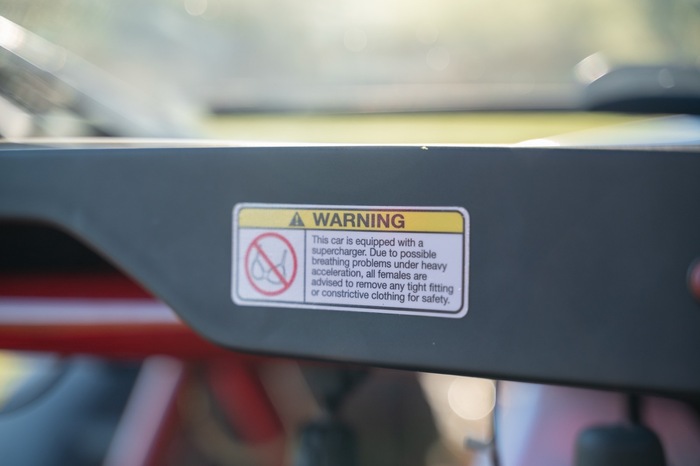 WARNING
This car is equipped with a
supercharger. Due to possible
breathing problems under heavy
acceleration, all females are
advised to remove any tight fitting
or constrictive clothing for safety.